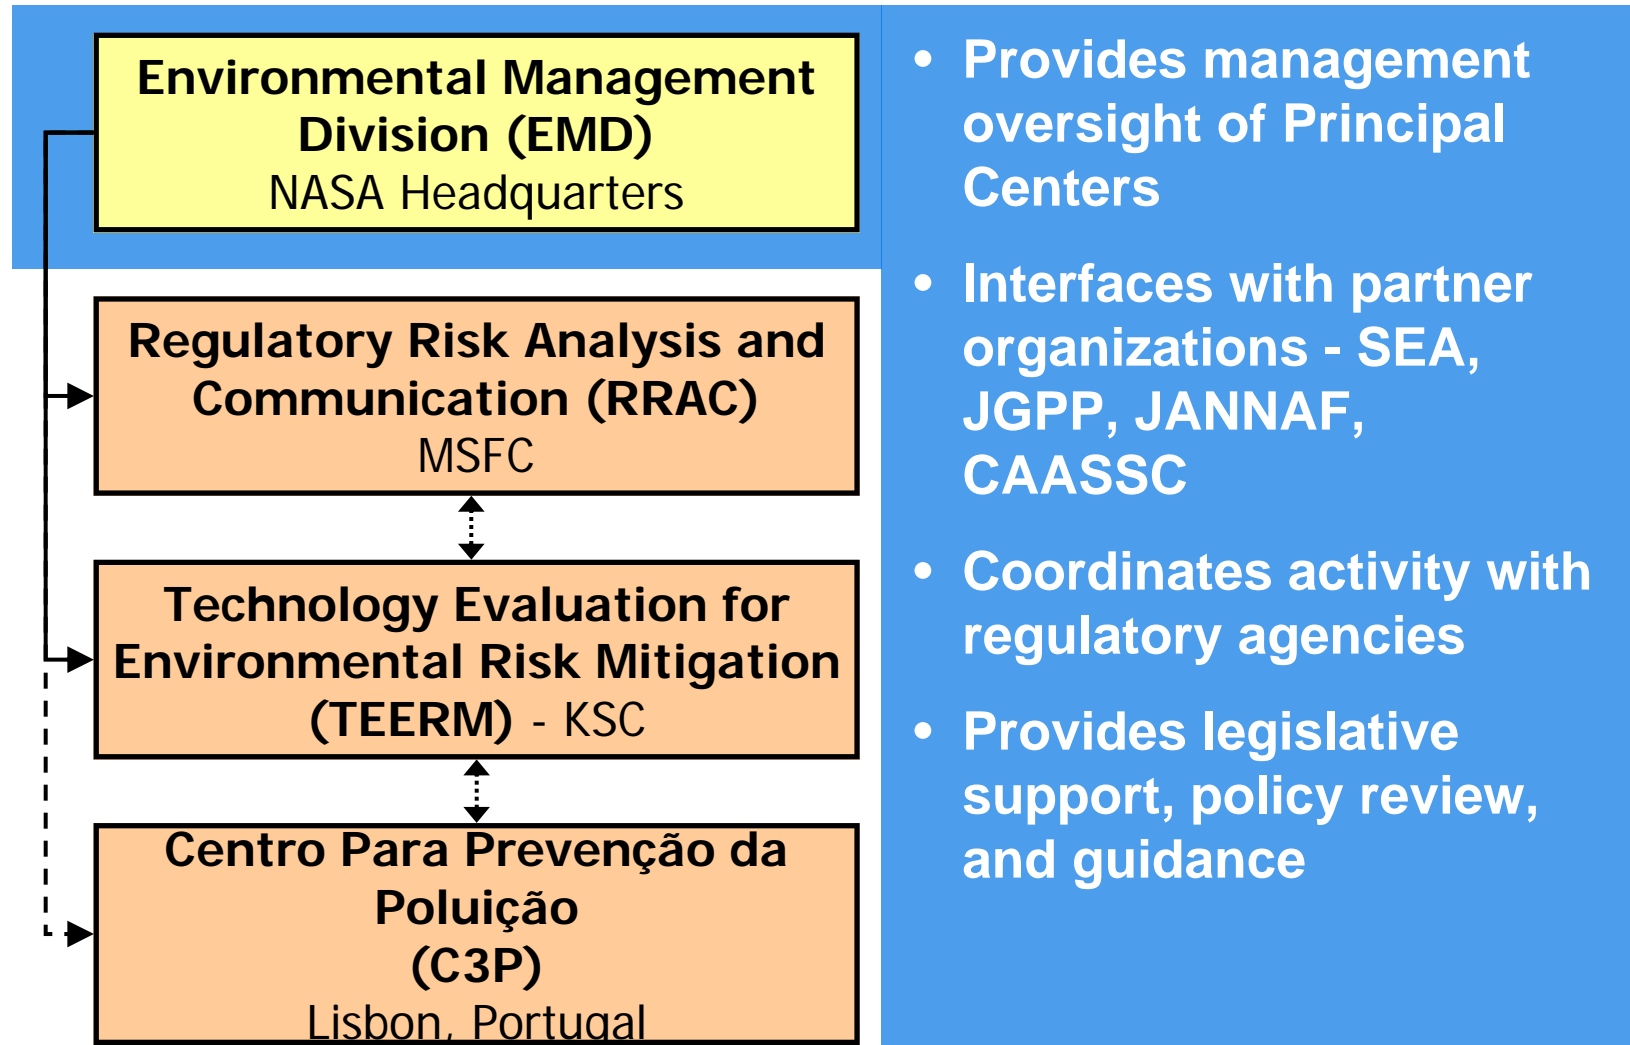 Environmental Management
Division (EMD)
NASA Headquarters
Regulatory Risk Analysis and
Communication (RRAC)
MSFC
Technology Evaluation for
Environmental Risk Mitigation
(TEERM) - KSC
Centro Para Prevenção da
Poluição
(C3P)
Lisbon, Portugal
• Provides management
oversight of Principal
Centers
• Interfaces with partner
organizations - SEA,
JGPP, JANNAF,
CAASSC
• Coordinates activity with
regulatory agencies
• Provides legislative
support, policy review,
and guidance